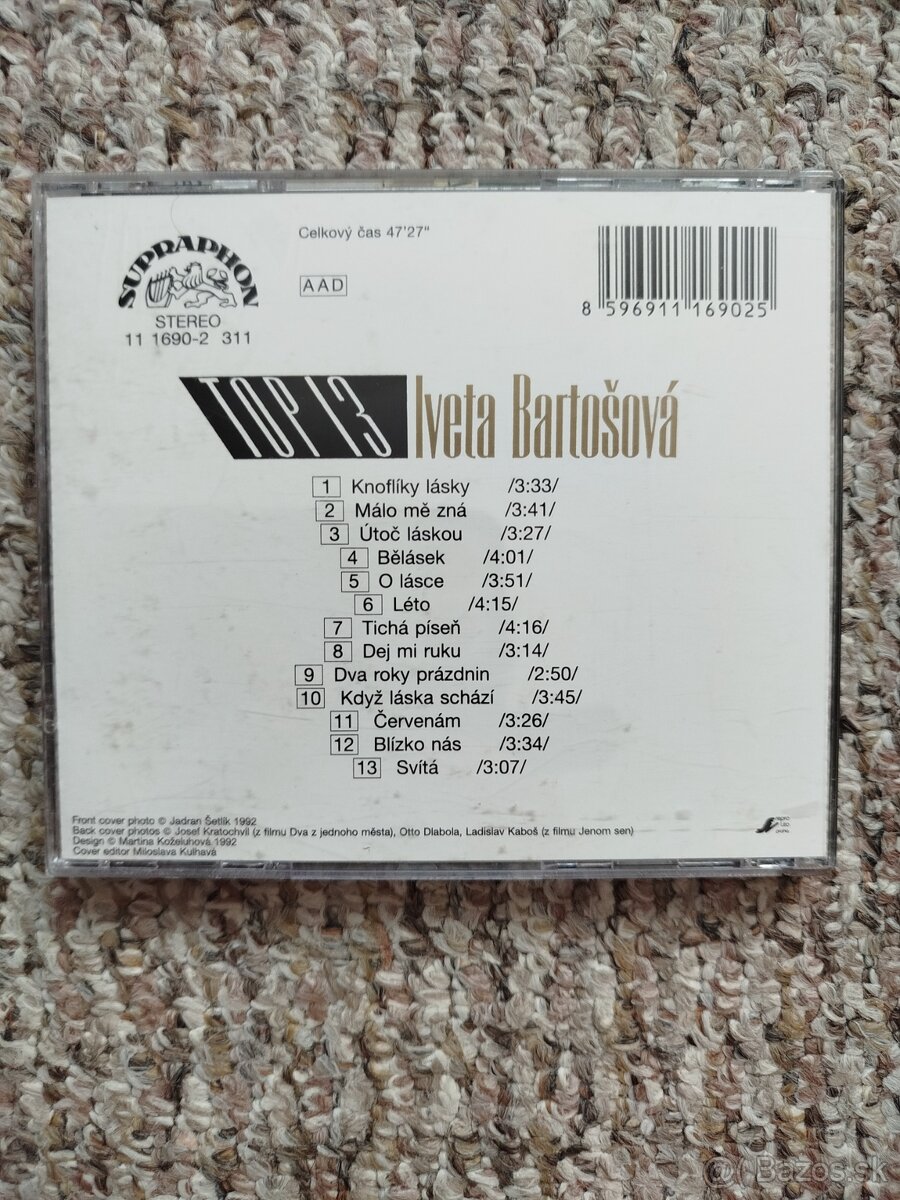 SUPRAPHON
STEREO
11 1690-2 311
Celkový čas 47'27"
AAD
8 596911 169025
TOP 13 Iveta Bartošová
1 Knoflíky lásky /3:33/
2 Málo mě zná /3:41/
3 Útoč láskou /3:27/
4 Bělásek /4:01/
5 O lásce /3:51/
6 Léto /4:15/
7 Tichá píseň /4:16/
8 Dej mi ruku /3:14/
9 Dva roky prázdnin /2:50/
10 Když láska schází /3:45/
11 Červenám /3:26/
12 Blízko nás /3:34/
13 Svítá /3:07/
Front cover photo © Jadran Šetlík 1992
Back cover photos © Josef Kratochvíl (z filmu Dva z jednoho města), Otto Dlabola, Ladislav Kaboš (z filmu Jenom sen)
Design © Martina Koželuhová 1992
Cover editor Miloslava Kulhavá
Bazos.sk